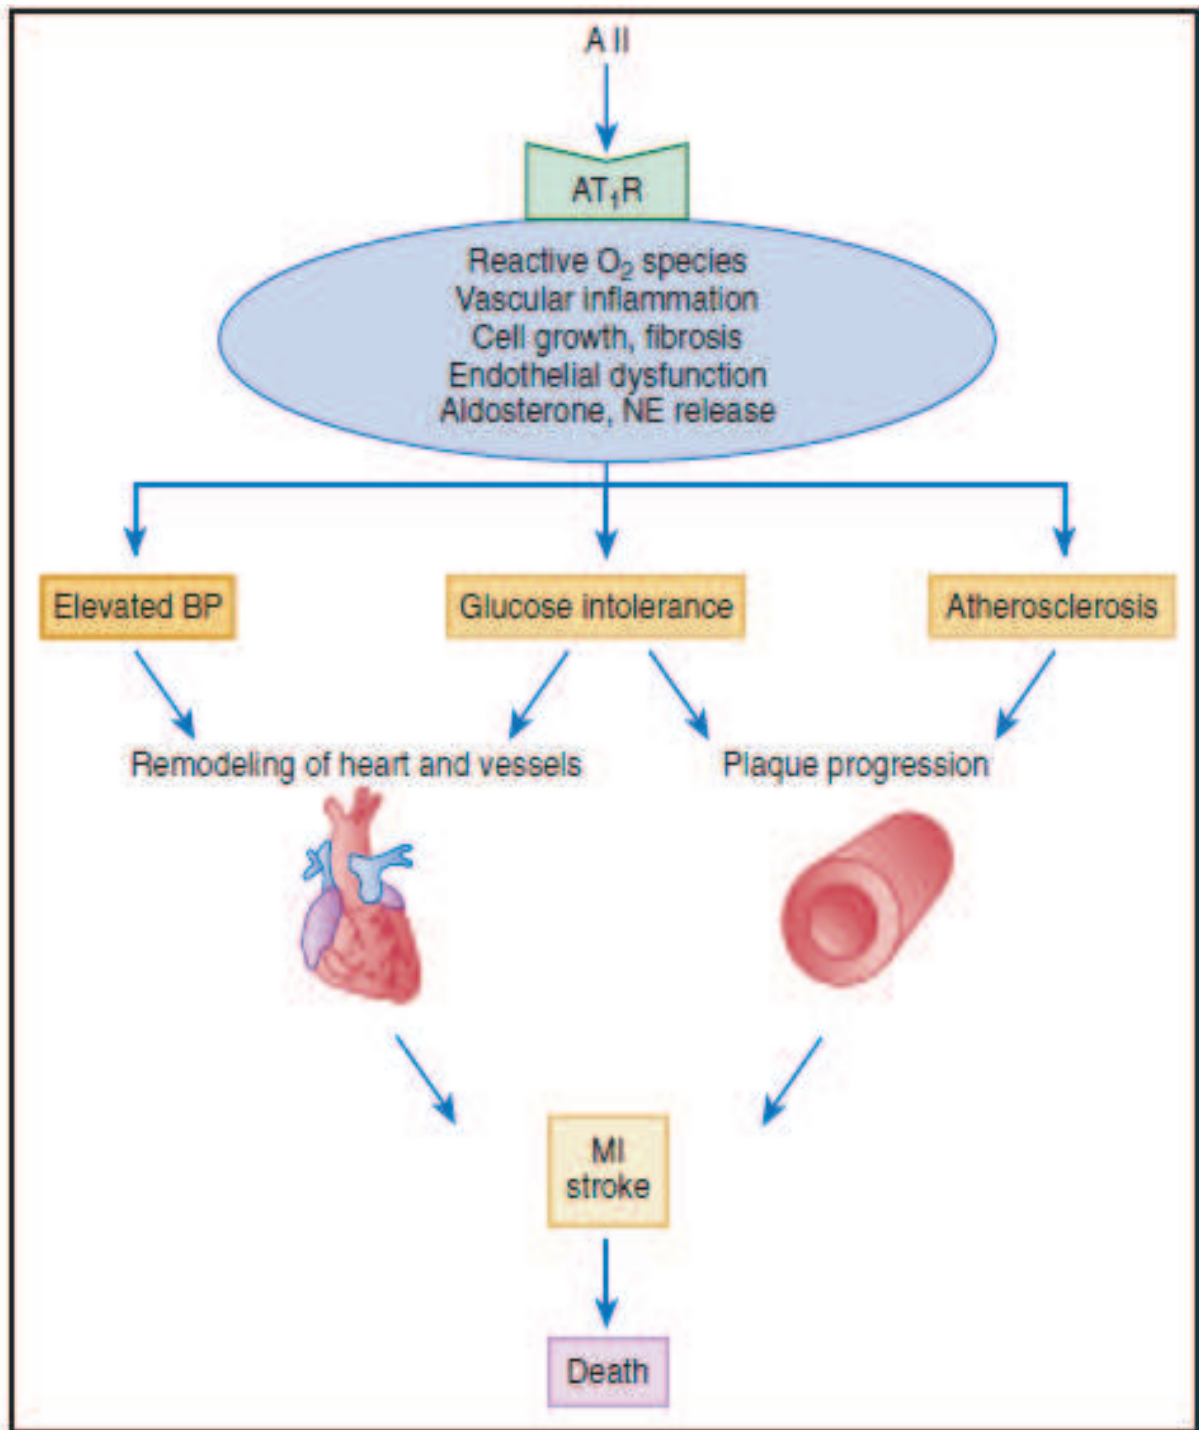 A II
AT₁R
Reactive O₂ species
Vascular inflammation
Cell growth, fibrosis
Endothelial dysfunction
Aldosterone, NE release
Elevated BP
Glucose intolerance
Atherosclerosis
Remodeling of heart and vessels
Plaque progression
MI
stroke
Death